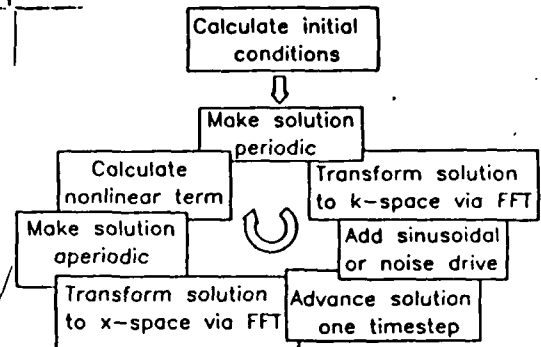 Calculate initial
conditions
Make solution
periodic
Calculate
nonlinear term
Transform solution
to k-space via FFT
Make solution
aperiodic
Add sinusoidal
or noise drive
Transform solution
to x-space via FFT
Advance solution
one timestep